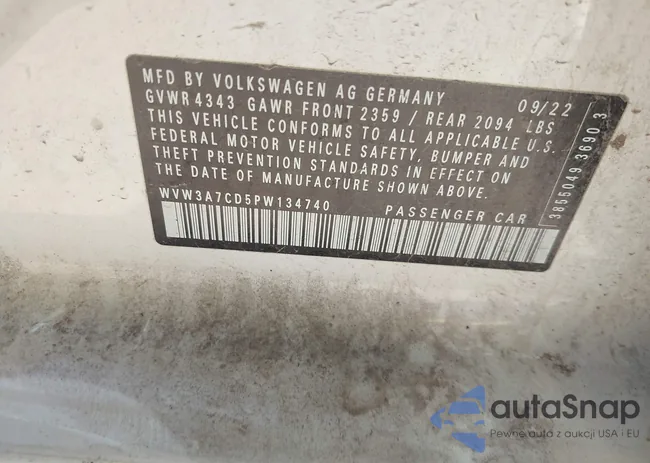 MFD BY VOLKSWAGEN AG GERMANY 09/22
GVWR 4343 GAWR FRONT 2359 / REAR 2094 LBS
THIS VEHICLE CONFORMS TO ALL APPLICABLE U.S.
FEDERAL MOTOR VEHICLE SAFETY, BUMPER AND
THEFT PREVENTION STANDARDS IN EFFECT ON
THE DATE OF MANUFACTURE SHOWN ABOVE.
WVW3A7CD5PW134740 PASSENGER CAR
3855049 3690 3
autaSnap
Pewne auta z aukcji USA i EU